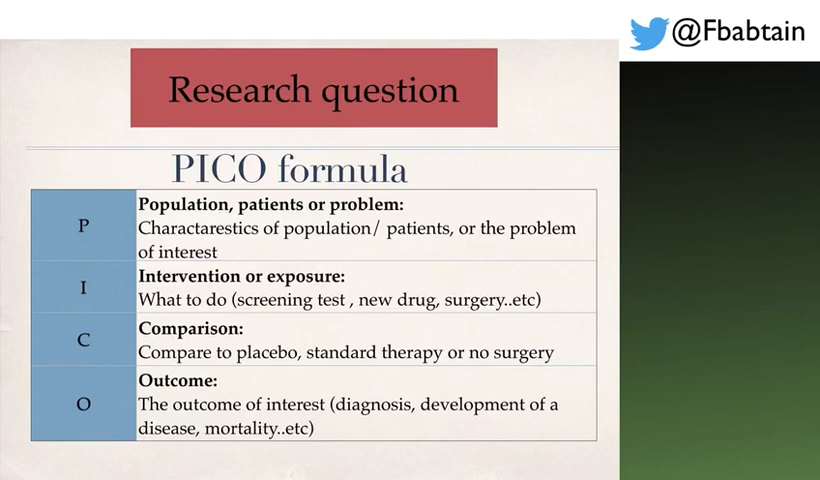 @Fbabtain
Research question
PICO formula
P
Population, patients or problem:
Charactarestics of population/ patients, or the problem
of interest
I
Intervention or exposure:
What to do (screening test , new drug, surgery..etc)
C
Comparison:
Compare to placebo, standard therapy or no surgery
O
Outcome:
The outcome of interest (diagnosis, development of a
disease, mortality..etc)